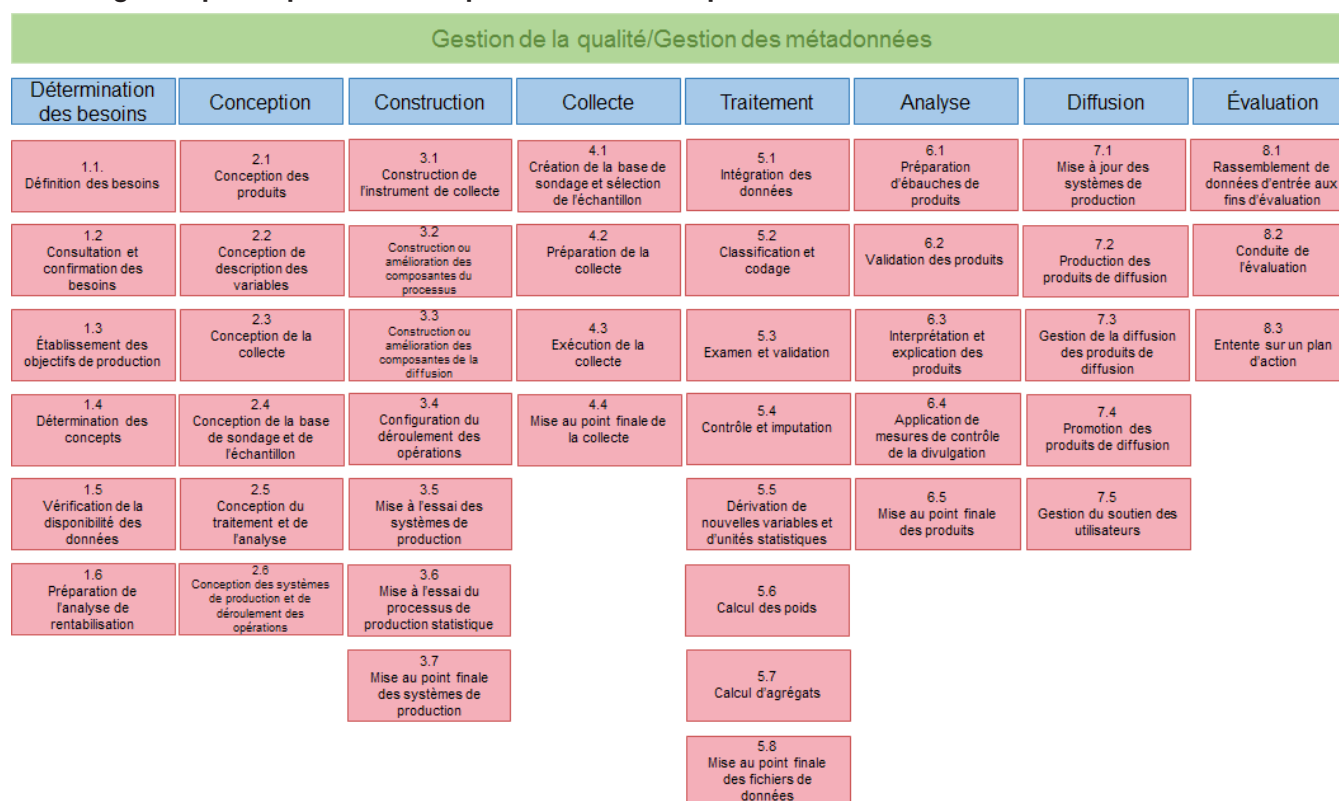 Gestion de la qualité/Gestion des métadonnées
Détermination
des besoins
1.1.
Définition des besoins
1.2
Consultation et
confirmation des
besoins
1.3
Établissement des
objectifs de production
1.4
Détermination des
concepts
1.5
Vérification de la
disponibilité des
données
1.6
Préparation de
l'analyse de
rentabilisation
Conception
2.1
Conception des
produits
2.2
Conception de
description des
variables
2.3
Conception de la
collecte
2.4
Conception de la base
de sondage et de
l'échantillon
2.5
Conception du
traitement et de
l'analyse
2.6
Conception des systèmes
de production et de
déroulement des
opérations
Construction
3.1
Construction de
l'instrument de collecte
3.2
Construction ou
amélioration des
composantes du
processus
3.3
Construction ou
amélioration des
composantes de la
diffusion
3.4
Configuration du
déroulement des
opérations
3.5
Mise à l'essai des
systèmes de
production
3.6
Mise à l'essai du
processus de
production statistique
3.7
Mise au point finale
des systèmes de
production
Collecte
4.1
Création de la base de
sondage et sélection
de l'échantillon
4.2
Préparation de la
collecte
4.3
Exécution de la
collecte
4.4
Mise au point finale de
la collecte
Traitement
5.1
Intégration des
données
5.2
Classification et
codage
5.3
Examen et validation
5.4
Contrôle et imputation
5.5
Dérivation de
nouvelles variables et
d'unités statistiques
5.6
Calcul des poids
5.7
Calcul d'agrégats
5.8
Mise au point finale
des fichiers de
données
Analyse
6.1
Préparation
d'ébauches de
produits
6.2
Validation des produits
6.3
Interprétation et
explication des
produits
6.4
Application de
mesures de contrôle
de la divulgation
6.5
Mise au point finale
des produits
Diffusion
7.1
Mise à jour des
systèmes de
production
7.2
Production des
produits de diffusion
7.3
Gestion de la diffusion
des produits de
diffusion
7.4
Promotion des
produits de diffusion
7.5
Gestion du soutien des
utilisateurs
Évaluation
8.1
Rassemblement de
données d'entrée aux
fins d'évaluation
8.2
Conduite de
l'évaluation
8.3
Entente sur un plan
d'action